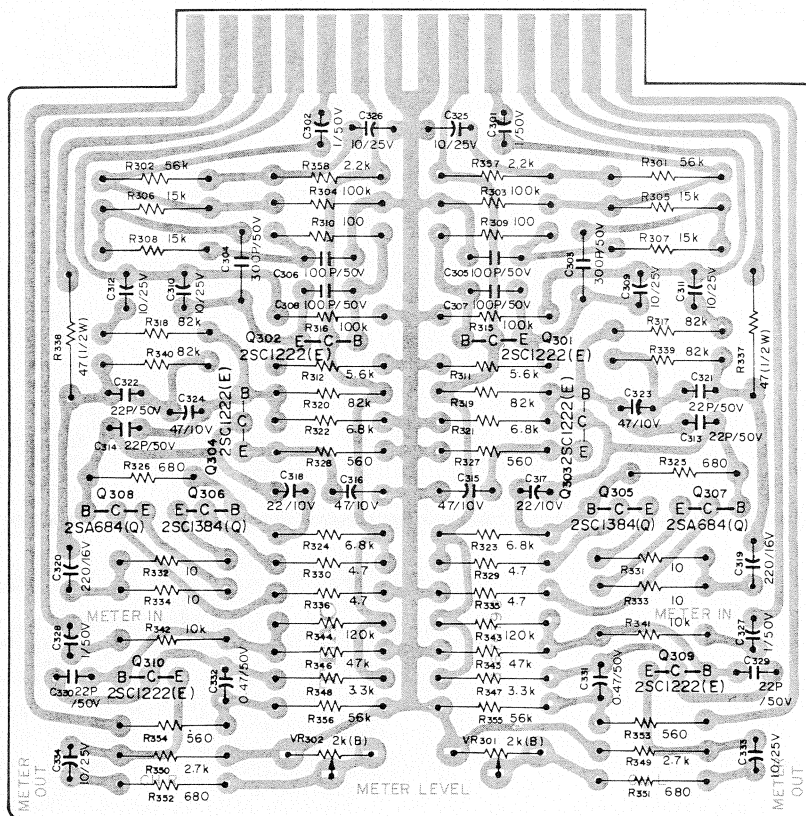 C302 1/50V C326 10/25V C325 10/25V C301 1/50V
R302 56k R358 2.2k R357 2.2k R301 56k
R306 15k R304 100k R303 100k R305 15k
R310 100 R309 100
R308 15k C304 300P/50V C303 300P/50V R307 15k
C306 100P/50V C305 100P/50V
C312 10/25V C310 10/25V C309 10/25V C311 10/25V
C308 100P/50V C307 100P/50V
R318 82k R316 100k R315 100k R317 82k
Q302 E-C-B B-C-E Q301
2SC1222(E) 2SC1222(E)
R338 47(1/2W) R340 82k R339 82k R337 47(1/2W)
R312 5.6k R311 5.6k
C322 22P/50V C324 47/10V C323 47/10V C321 22P/50V
R320 82k R319 82k
Q304 2SC1222(E) B C E B C E Q303 2SC1222(E)
C314 22P/50V R322 6.8k R321 6.8k C313 22P/50V
R328 560 R327 560
R326 680 R325 680
C318 22/10V C316 47/10V C315 47/10V C317 22/10V
Q308 Q306 Q305 Q307
B-C-E E-C-B B-C-E E-C-B
2SA684(Q) 2SC1384(Q) 2SC1384(Q) 2SA684(Q)
R324 6.8k R323 6.8k
C320 220/16V R332 10 R330 4.7 R329 4.7 R331 10 C319 220/16V
R334 10 R336 4.7 R335 4.7 R333 10
METER IN METER IN
C328 1/50V R342 10k R344 120k R343 120k R341 10k C327 1/50V
R346 47k R345 47k
Q310 Q309
C330 22P/50V B-C-E E-C-B C329 22P/50V
2SC1222(E) 2SC1222(E)
C332 0.47/50V R348 3.3k R347 3.3k C331 0.47/50V
R356 56k R355 56k
R354 560 R353 560
C334 10/25V R350 2.7k VR302 2k(B) VR301 2k(B) R349 2.7k C333 10/25V
R352 680 R351 680
METER OUT METER LEVEL METER OUT